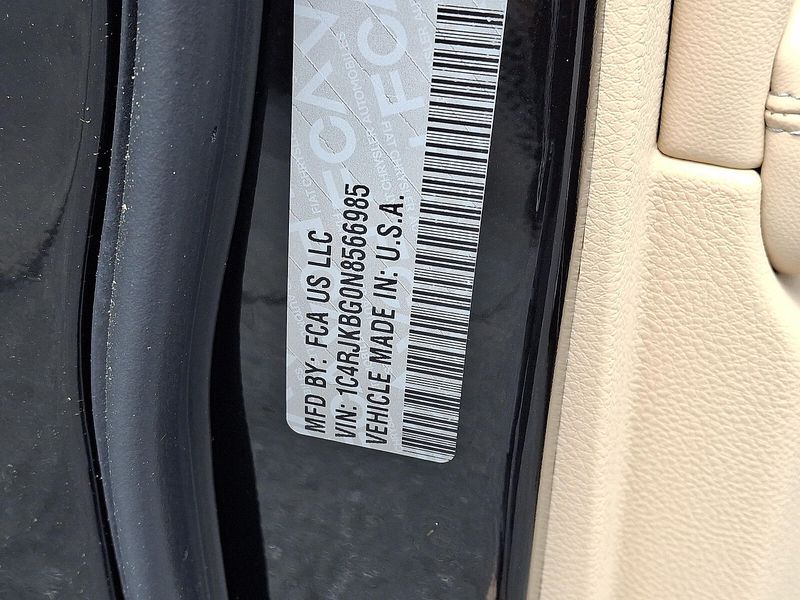 MFD BY: FCA US LLC
VIN: 1C4RJKBG0N8566985
VEHICLE MADE IN: U.S.A.